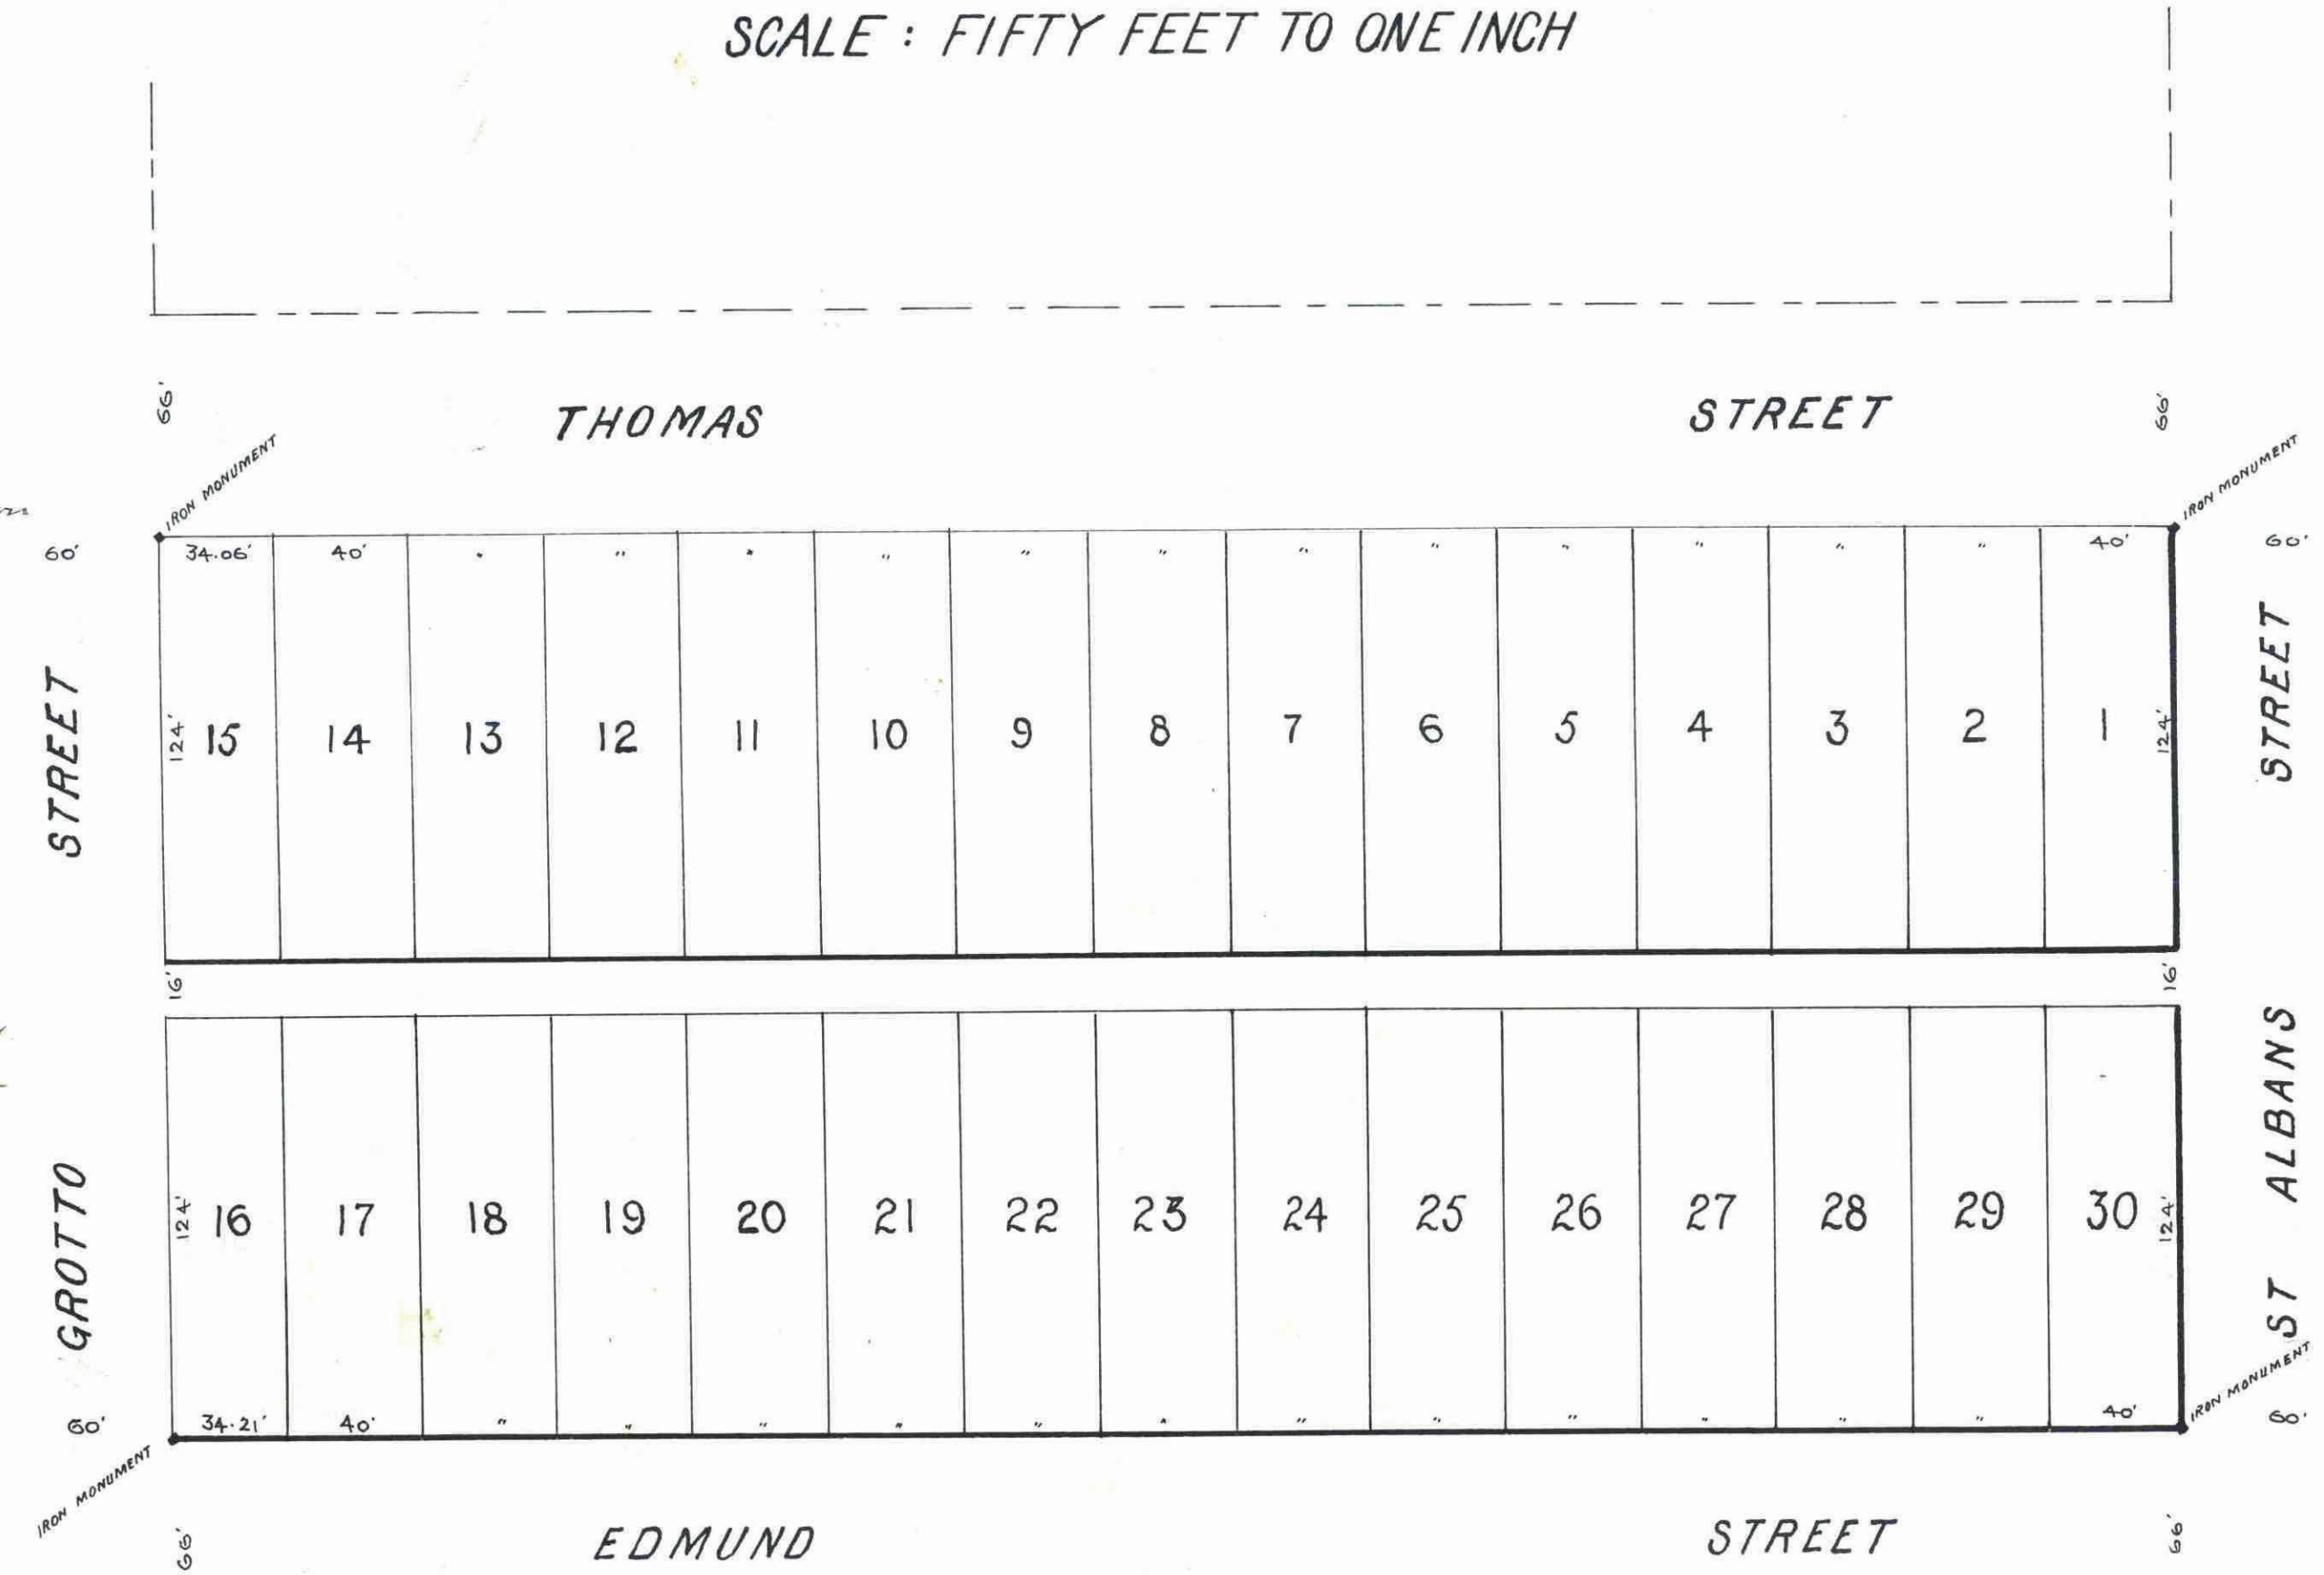 SCALE : FIFTY FEET TO ONE INCH
66'
THOMAS STREET
66'
IRON MONUMENT
IRON MONUMENT
60'
34.06' 40' " " " " " " " " " " " " 40'
60'
STREET
124'
15 14 13 12 11 10 9 8 7 6 5 4 3 2 1
124'
STREET
16'
16'
GROTTO
124'
16 17 18 19 20 21 22 23 24 25 26 27 28 29 30
124'
ST ALBANS
60'
34.21' 40' " " " " " " " " " " " " 40'
60'
IRON MONUMENT
IRON MONUMENT
66'
EDMUND STREET
66'